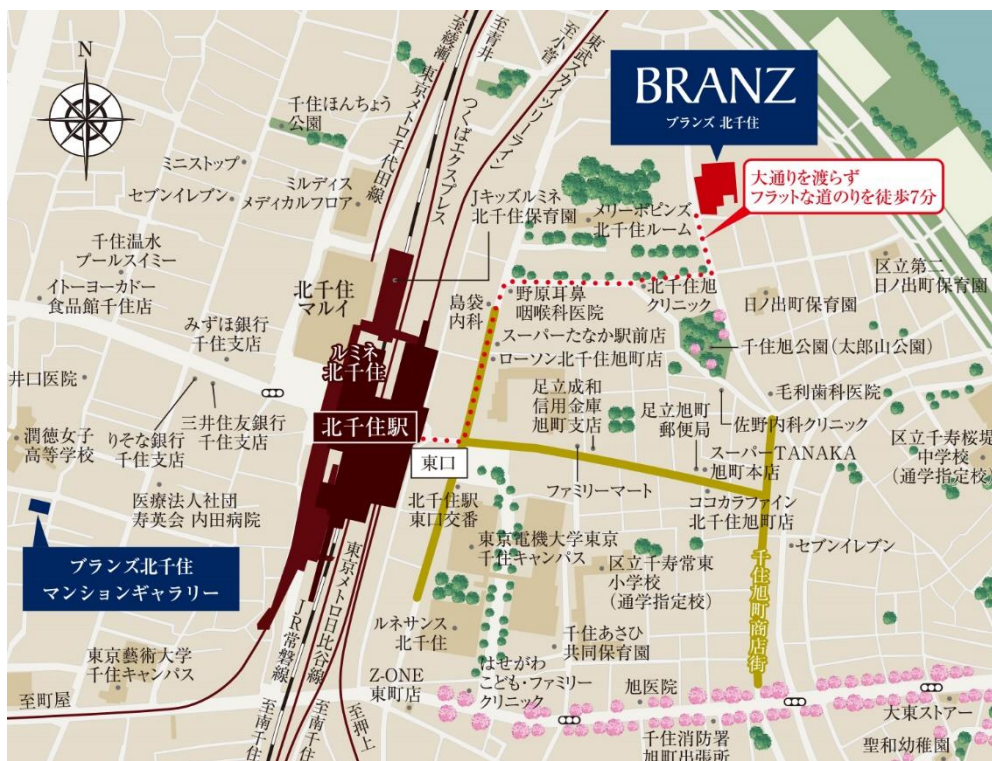 N
至綾瀬
至青井
至小菅
東武スカイツリーライン
東京メトロ千代田線
つくばエクスプレス
BRANZ
ブランズ 北千住
大通りを渡らず
フラットな道のりを徒歩7分
千住ほんちょう
公園
ミニストップ
セブンイレブン
ミルディス
メディカルフロア
Jキッズルミネ
北千住保育園
メリーポピンズ
北千住ルーム
千住温水
プールスイミー
イトーヨーカドー
食品館千住店
北千住
マルイ
みずほ銀行
千住支店
島袋
内科
野原耳鼻
咽喉科医院
北千住旭
クリニック
区立第二
日ノ出町保育園
日ノ出町保育園
スーパーたなか駅前店
ローソン北千住旭町店
千住旭公園(太郎山公園)
ルミネ
北千住
井口医院
潤徳女子
高等学校
りそな銀行
千住支店
三井住友銀行
千住支店
北千住駅
東口
足立成和
信用金庫
旭町支店
足立旭町
郵便局
毛利歯科医院
佐野内科クリニック
スーパーTANAKA
旭町本店
区立千寿桜堤
中学校
(通学指定校)
医療法人社団
寿英会 内田病院
北千住駅
東口交番
ファミリーマート
ココカラファイン
北千住旭町店
東京電機大学東京
千住キャンパス
区立千寿常東
小学校
(通学指定校)
セブンイレブン
千住旭町商店街
ブランズ北千住
マンションギャラリー
ルネサンス
北千住
千住あさひ
共同保育園
東京藝術大学
千住キャンパス
至町屋
JR常磐線
東京メトロ日比谷線
至南千住
至南千住
至押上
Z-ONE
東町店
はせがわ
こども・ファミリー
クリニック
旭医院
千住消防署
旭町出張所
大東ストアー
聖和幼稚園